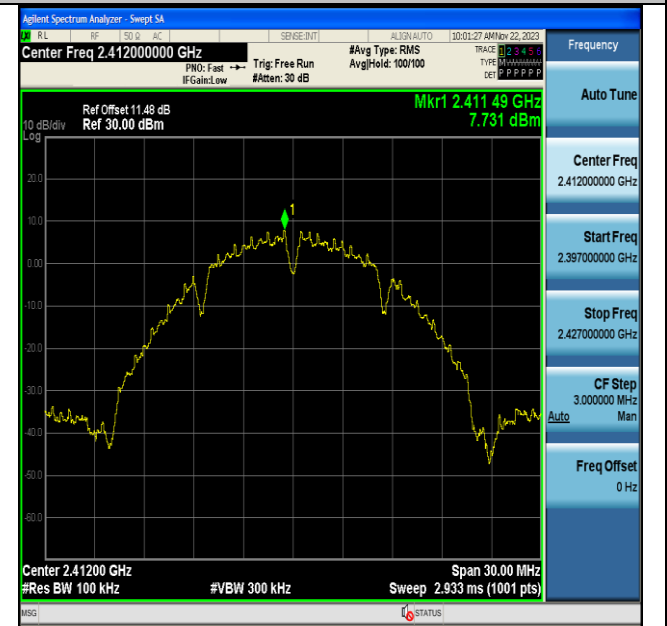 Agilent Spectrum Analyzer - Swept SA
RL RF 50 Ω AC SENSE:INT ALIGN AUTO 10:01:27 AM Nov 22, 2023
Center Freq 2.412000000 GHz
PNO: Fast
IFGain:Low
Trig: Free Run
#Atten: 30 dB
#Avg Type: RMS
Avg|Hold: 100/100
TRACE 1 2 3 4 5 6
TYPE M
DET P P P P P P
Ref Offset 11.48 dB
10 dB/div Ref 30.00 dBm
Log
Mkr1 2.411 49 GHz
7.731 dBm
1
20.0
10.0
0.00
-10.0
-20.0
-30.0
-40.0
-50.0
-60.0
Center 2.41200 GHz Span 30.00 MHz
#Res BW 100 kHz #VBW 300 kHz Sweep 2.933 ms (1001 pts)
MSG STATUS
Frequency
Auto Tune
Center Freq
2.412000000 GHz
Start Freq
2.397000000 GHz
Stop Freq
2.427000000 GHz
CF Step
3.000000 MHz
Auto Man
Freq Offset
0 Hz